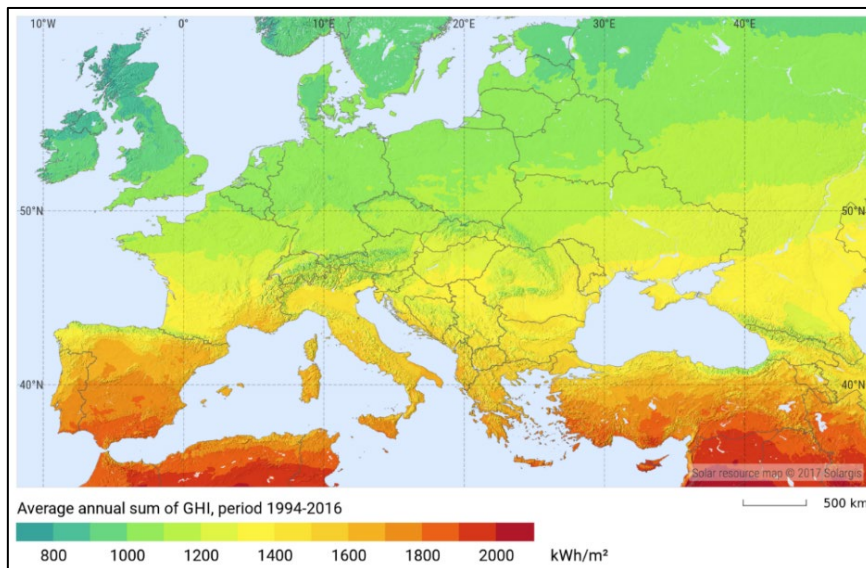 10°W 0° 10°E 20°E 30°E 40°E
50°N 50°N
40°N 40°N
Solar resource map © 2017 Solargis
Average annual sum of GHI, period 1994-2016
500 km
800 1000 1200 1400 1600 1800 2000 kWh/m²